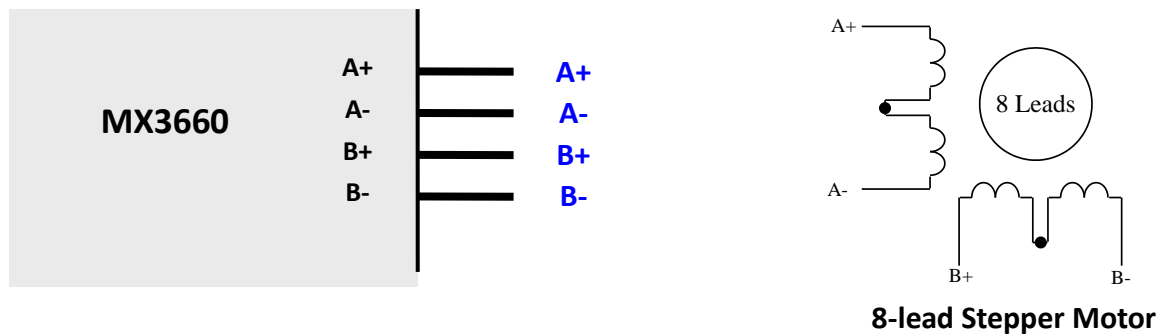 MX3660
A+
A-
B+
B-
A+
A-
B+
B-
A+
8 Leads
A-
B+
B-
8-lead Stepper Motor